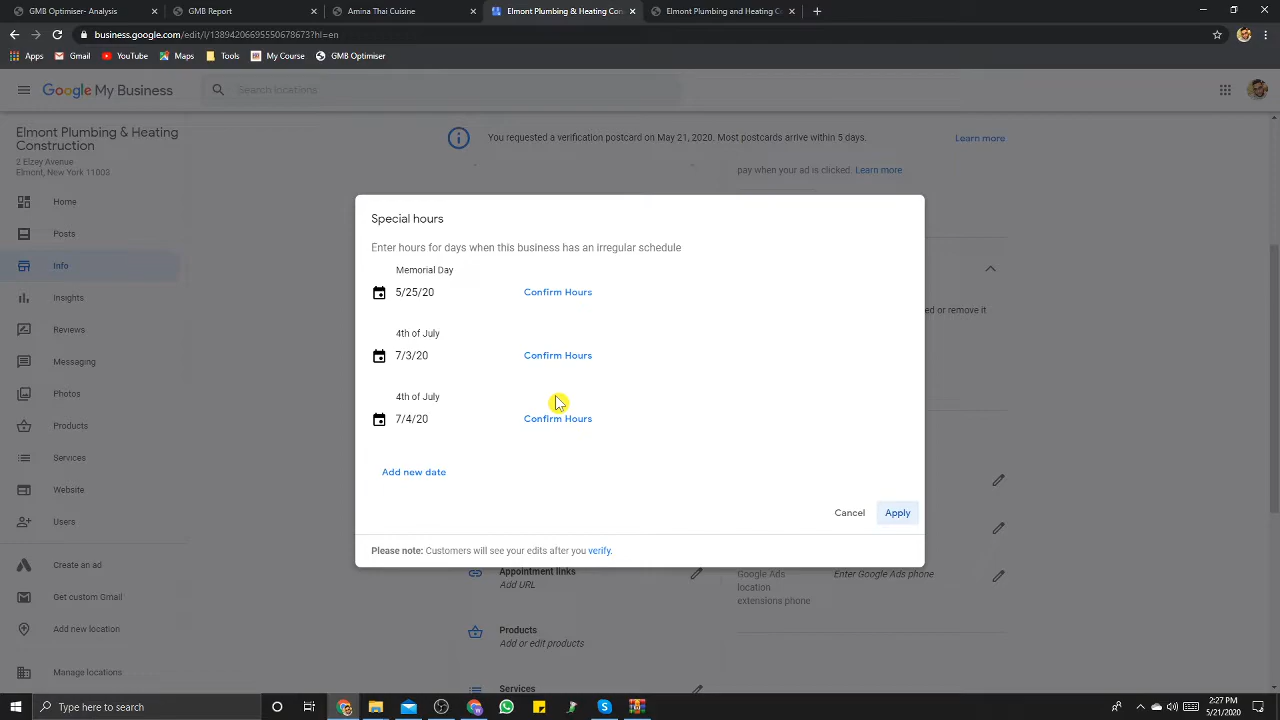 GMB Optimiser- Analysis
GMB Report
Amina Thai Cuisine
Elmont Plumbing & Heating Con
Elmont Plumbing and Heating C
business.google.com/edit/l/13894206695550678673?hl=en
Apps
Gmail
YouTube
Maps
Tools
My Course
GMB Optimiser
Google My Business
Search locations
Elmont Plumbing & Heating
Construction
2 Elzey Avenue
Elmont, New York 11003
Home
Posts
Info
Insights
Reviews
Messaging
Photos
Products
Services
Website
Users
Create an ad
Get custom Gmail
Add new location
Manage locations
You requested a verification postcard on May 21, 2020. Most postcards arrive within 5 days.
Learn more
pay when your ad is clicked. Learn more
ed or remove it
Special hours
Enter hours for days when this business has an irregular schedule
Memorial Day
5/25/20 Confirm Hours
4th of July
7/3/20 Confirm Hours
4th of July
7/4/20 Confirm Hours
Add new date
Cancel Apply
Please note: Customers will see your edits after you verify.
Appointment links
Add URL
Google Ads
location
extensions phone
Enter Google Ads phone
Products
Add or edit products
Services
Type here to search
2:27 PM
5/21/2020